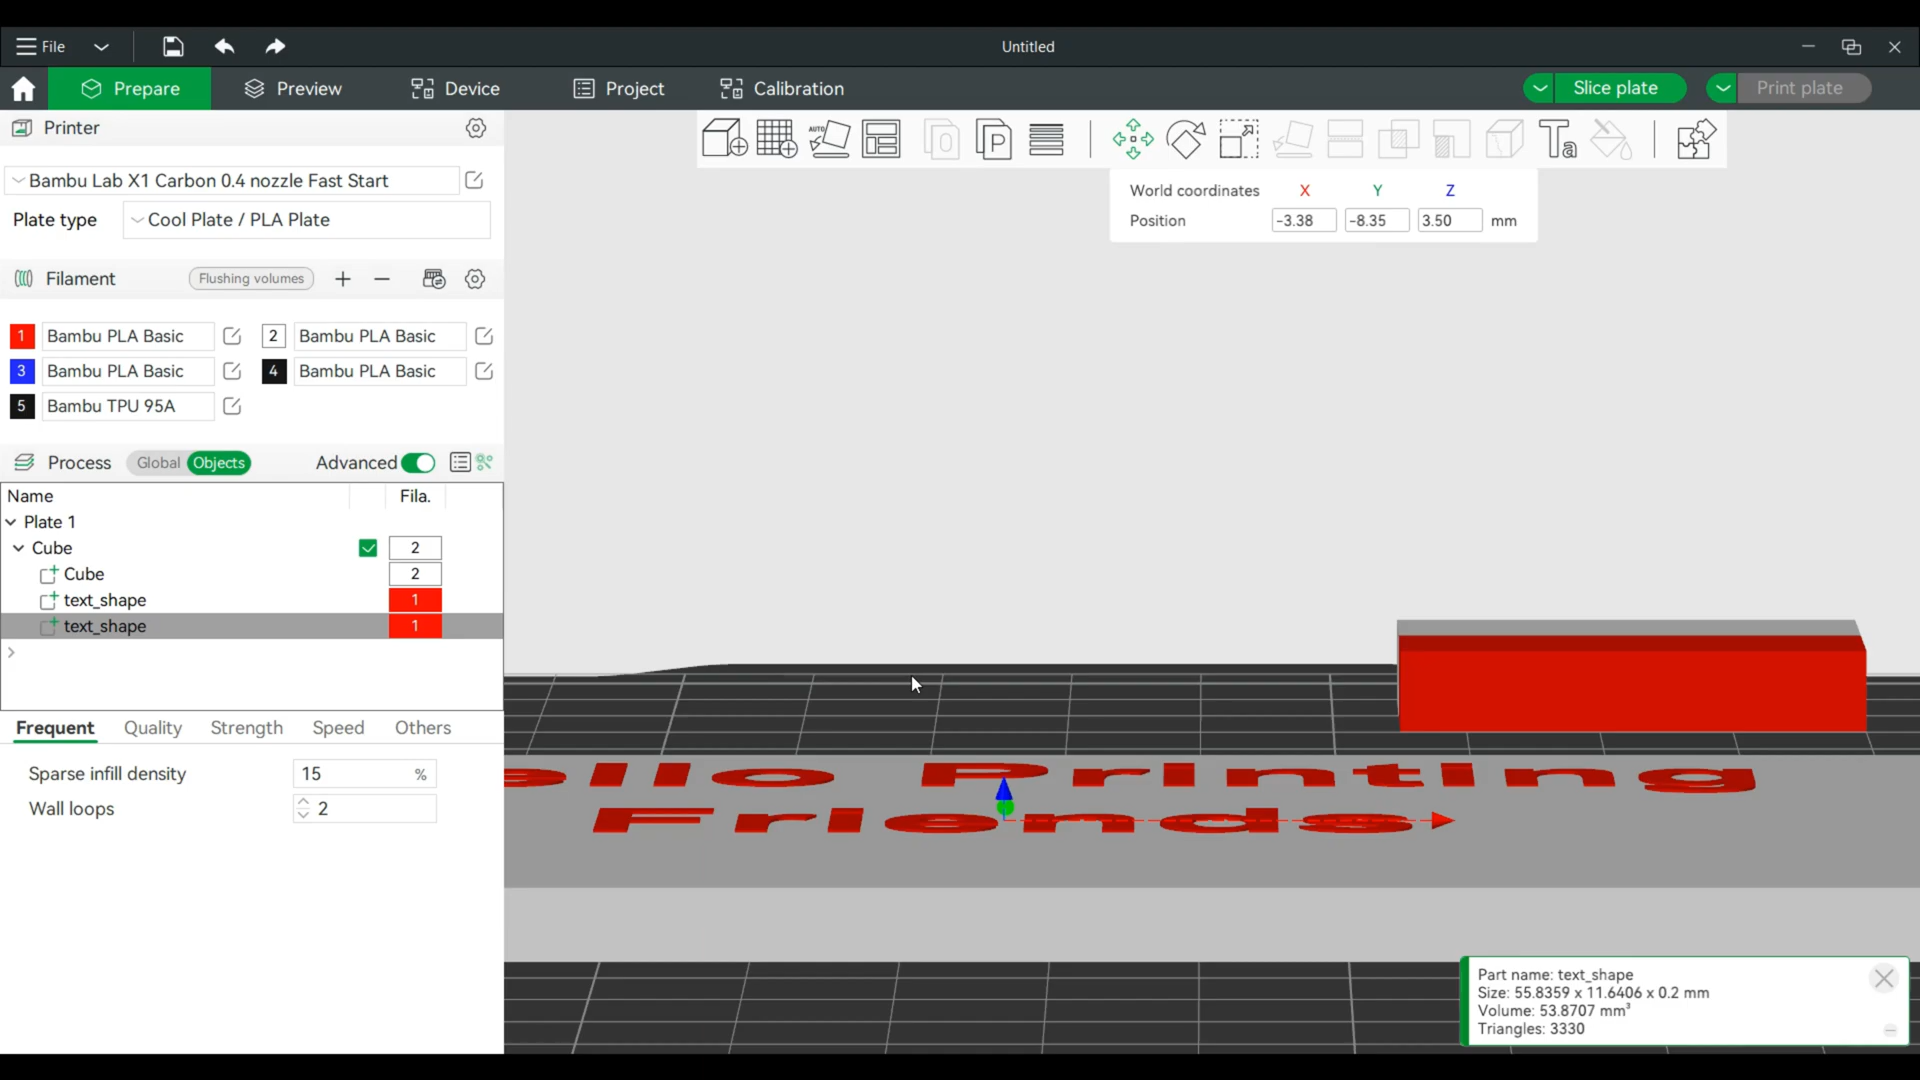 File
Untitled
Prepare
Preview
Device
Project
Calibration
Slice plate
Print plate
Printer
Bambu Lab X1 Carbon 0.4 nozzle Fast Start
Plate type
Cool Plate / PLA Plate
AUTO
World coordinates X Y Z
Position -3.38 -8.35 3.50 mm
Filament
Flushing volumes
1 Bambu PLA Basic
2 Bambu PLA Basic
3 Bambu PLA Basic
4 Bambu PLA Basic
5 Bambu TPU 95A
Process
Global Objects
Advanced
Name Fila.
Plate 1
Cube 2
Cube 2
text_shape 1
text_shape 1
Frequent Quality Strength Speed Others
Sparse infill density 15 %
Wall loops 2
ello Printing
Friends
Part name: text_shape
Size: 55.8359 x 11.6406 x 0.2 mm
Volume: 53.8707 mm³
Triangles: 3330